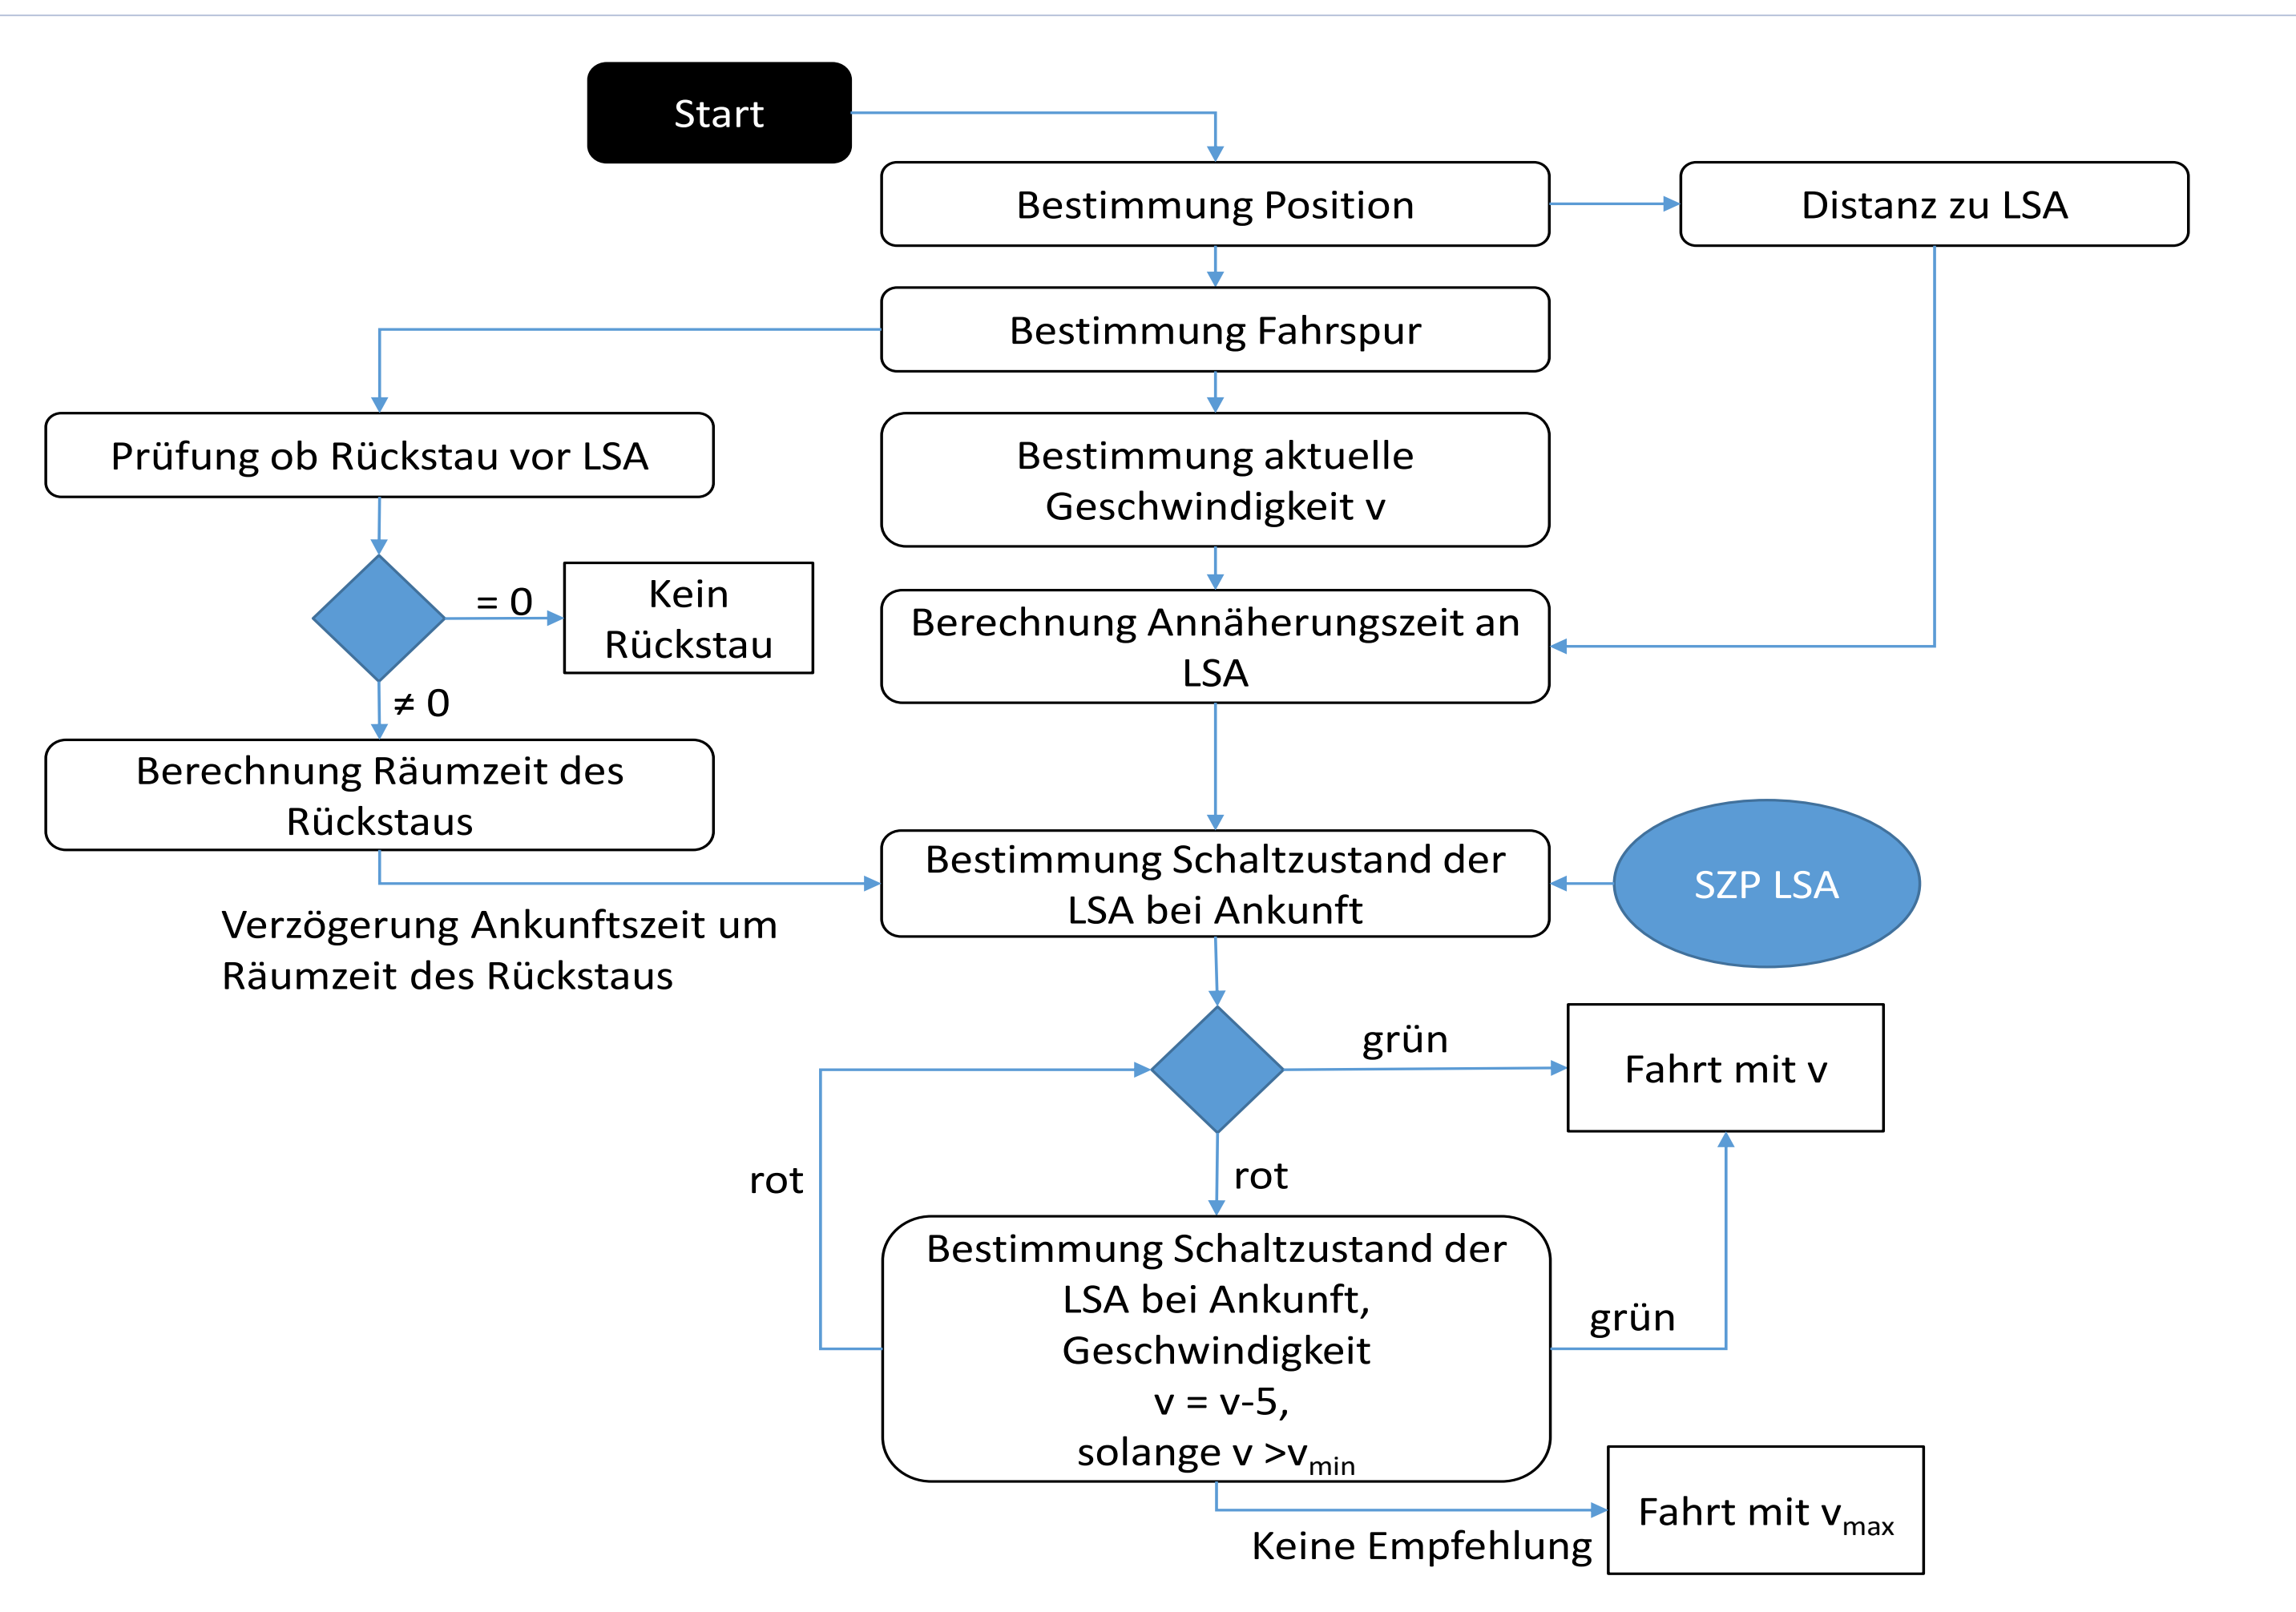 Start
Bestimmung Position
Distanz zu LSA
Bestimmung Fahrspur
Prüfung ob Rückstau vor LSA
Bestimmung aktuelle
Geschwindigkeit v
= 0
Kein
Rückstau
Berechnung Annäherungszeit an
LSA
≠ 0
Berechnung Räumzeit des
Rückstaus
Verzögerung Ankunftszeit um
Räumzeit des Rückstaus
Bestimmung Schaltzustand der
LSA bei Ankunft
SZP LSA
grün
Fahrt mit v
rot
rot
Bestimmung Schaltzustand der
LSA bei Ankunft,
Geschwindigkeit
v = v-5,
solange v >vmin
grün
Keine Empfehlung
Fahrt mit vmax